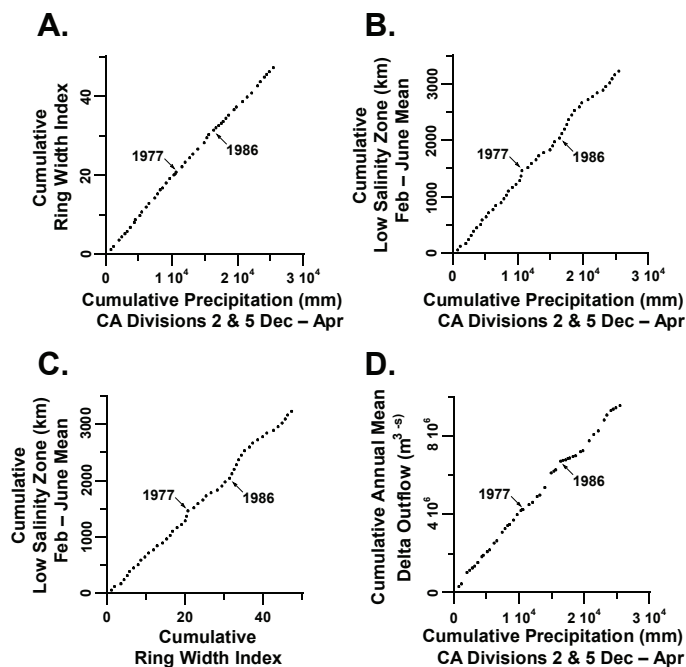 A.
Cumulative
Ring Width Index
0
20
40
1977
1986
0
1 10⁴
2 10⁴
3 10⁴
Cumulative Precipitation (mm)
CA Divisions 2 & 5 Dec – Apr
B.
Cumulative
Low Salinity Zone (km)
Feb – June Mean
0
1000
2000
3000
1977
1986
0
1 10⁴
2 10⁴
3 10⁴
Cumulative Precipitation (mm)
CA Divisions 2 & 5 Dec – Apr
C.
Cumulative
Low Salinity Zone (km)
Feb – June Mean
0
1000
2000
3000
1977
1986
0
20
40
Cumulative
Ring Width Index
D.
Cumulative Annual Mean
Delta Outflow (m³ ⁻s)
0
4 10⁶
8 10⁶
1977
1986
0
1 10⁴
2 10⁴
3 10⁴
Cumulative Precipitation (mm)
CA Divisions 2 & 5 Dec – Apr